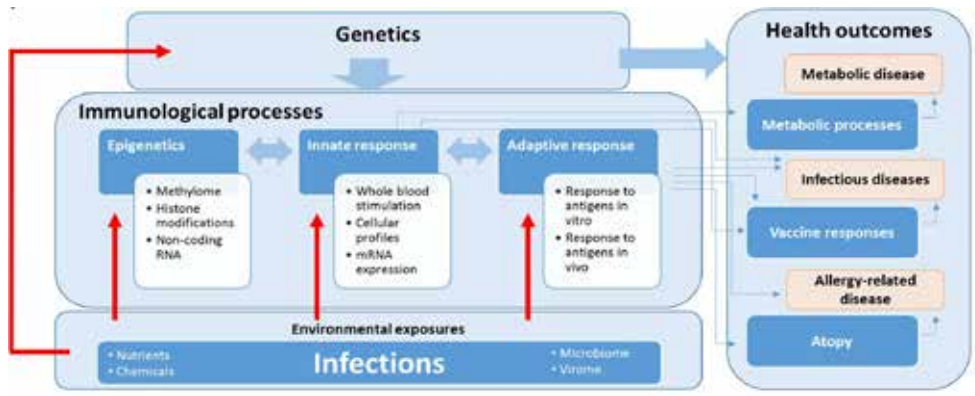 Genetics
Immunological processes
Epigenetics
• Methylome
• Histone
modifications
• Non-coding
RNA
Innate response
• Whole blood
stimulation
• Cellular
profiles
• mRNA
expression
Adaptive response
• Response to
antigens in
vitro
• Response to
antigens in
vivo
Environmental exposures
• Nutrients
• Chemicals
Infections
• Microbiome
• Virome
Health outcomes
Metabolic disease
Metabolic processes
Infectious diseases
Vaccine responses
Allergy-related
disease
Atopy